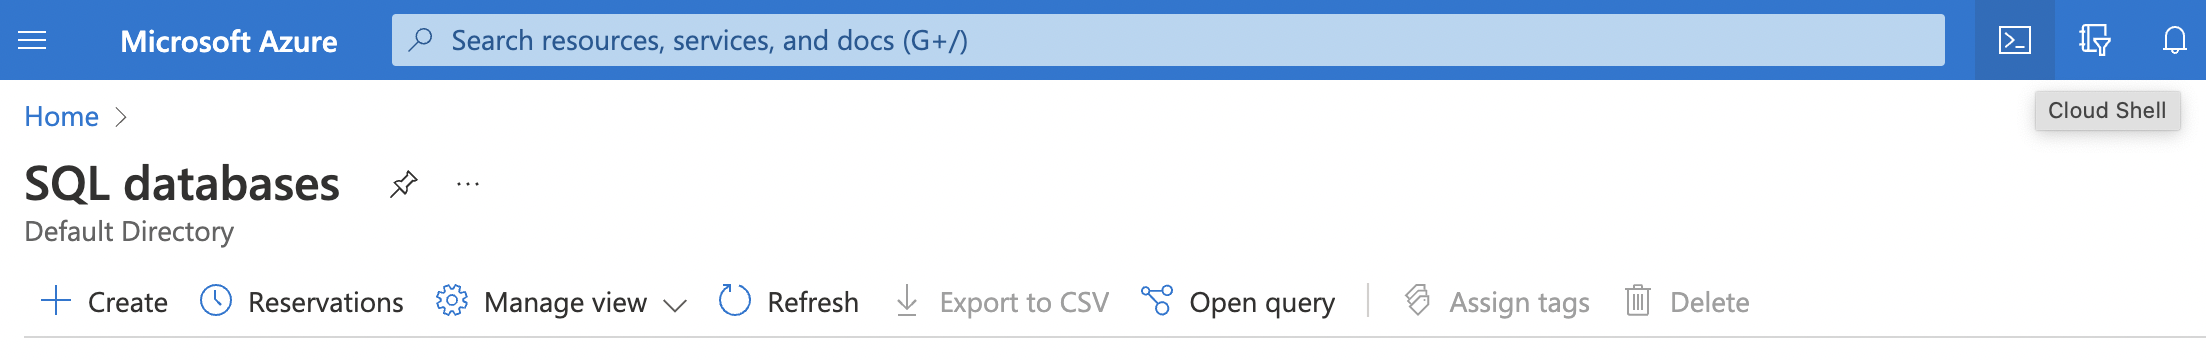 Microsoft Azure
Search resources, services, and docs (G+/)
Home
Cloud Shell
SQL databases
Default Directory
Create Reservations Manage view Refresh Export to CSV Open query Assign tags Delete